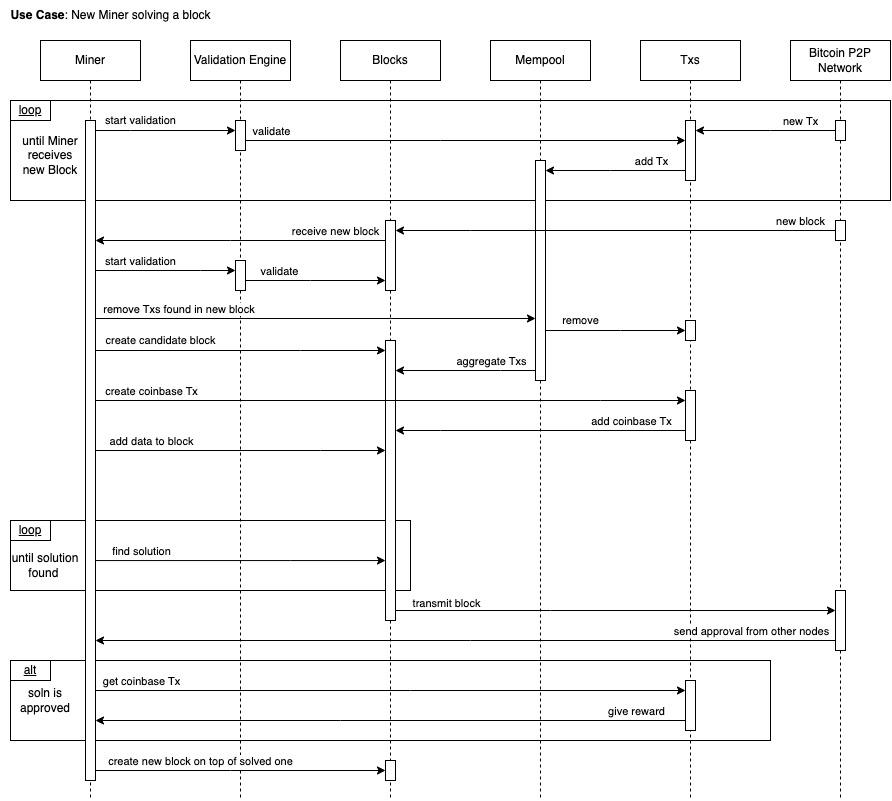 Use Case: New Miner solving a block
Miner
Validation Engine
Blocks
Mempool
Txs
Bitcoin P2P
Network
loop
until Miner
receives
new Block
start validation
validate
new Tx
add Tx
new block
receive new block
start validation
validate
remove Txs found in new block
remove
create candidate block
aggregate Txs
create coinbase Tx
add coinbase Tx
add data to block
loop
until solution
found
find solution
transmit block
send approval from other nodes
alt
soln is
approved
get coinbase Tx
give reward
create new block on top of solved one